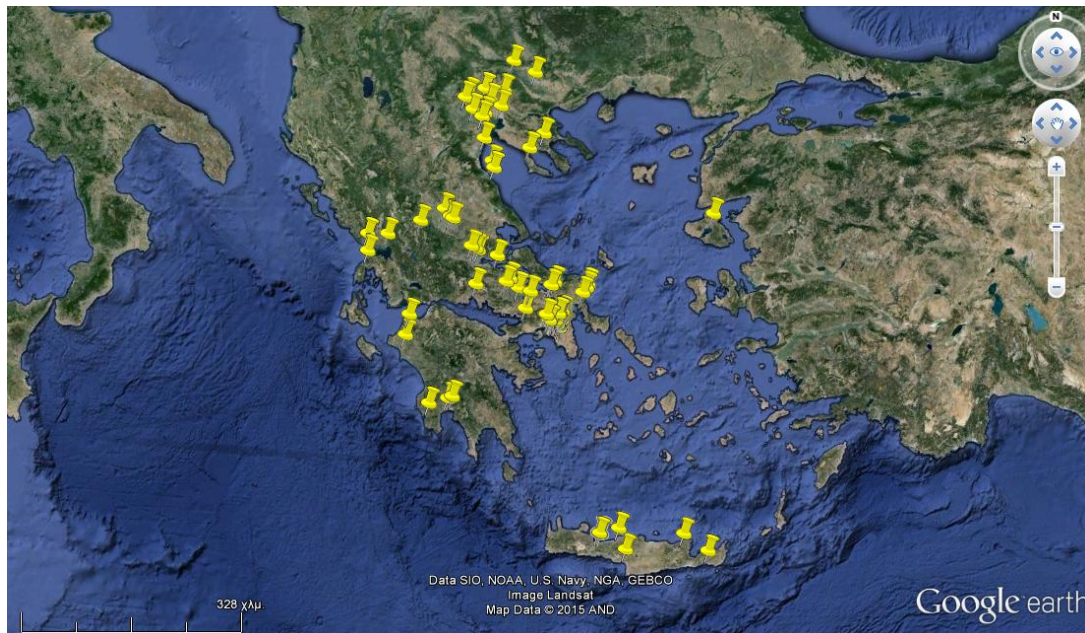 N
Data SIO, NOAA, U.S. Navy, NGA, GEBCO
Image Landsat
Map Data © 2015 AND
328 χλμ.
Google earth